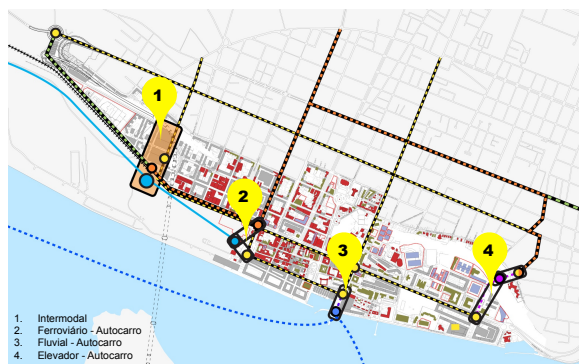 1
2
3
4
1. Intermodal
2. Ferroviário - Autocarro
3. Fluvial - Autocarro
4. Elevador - Autocarro